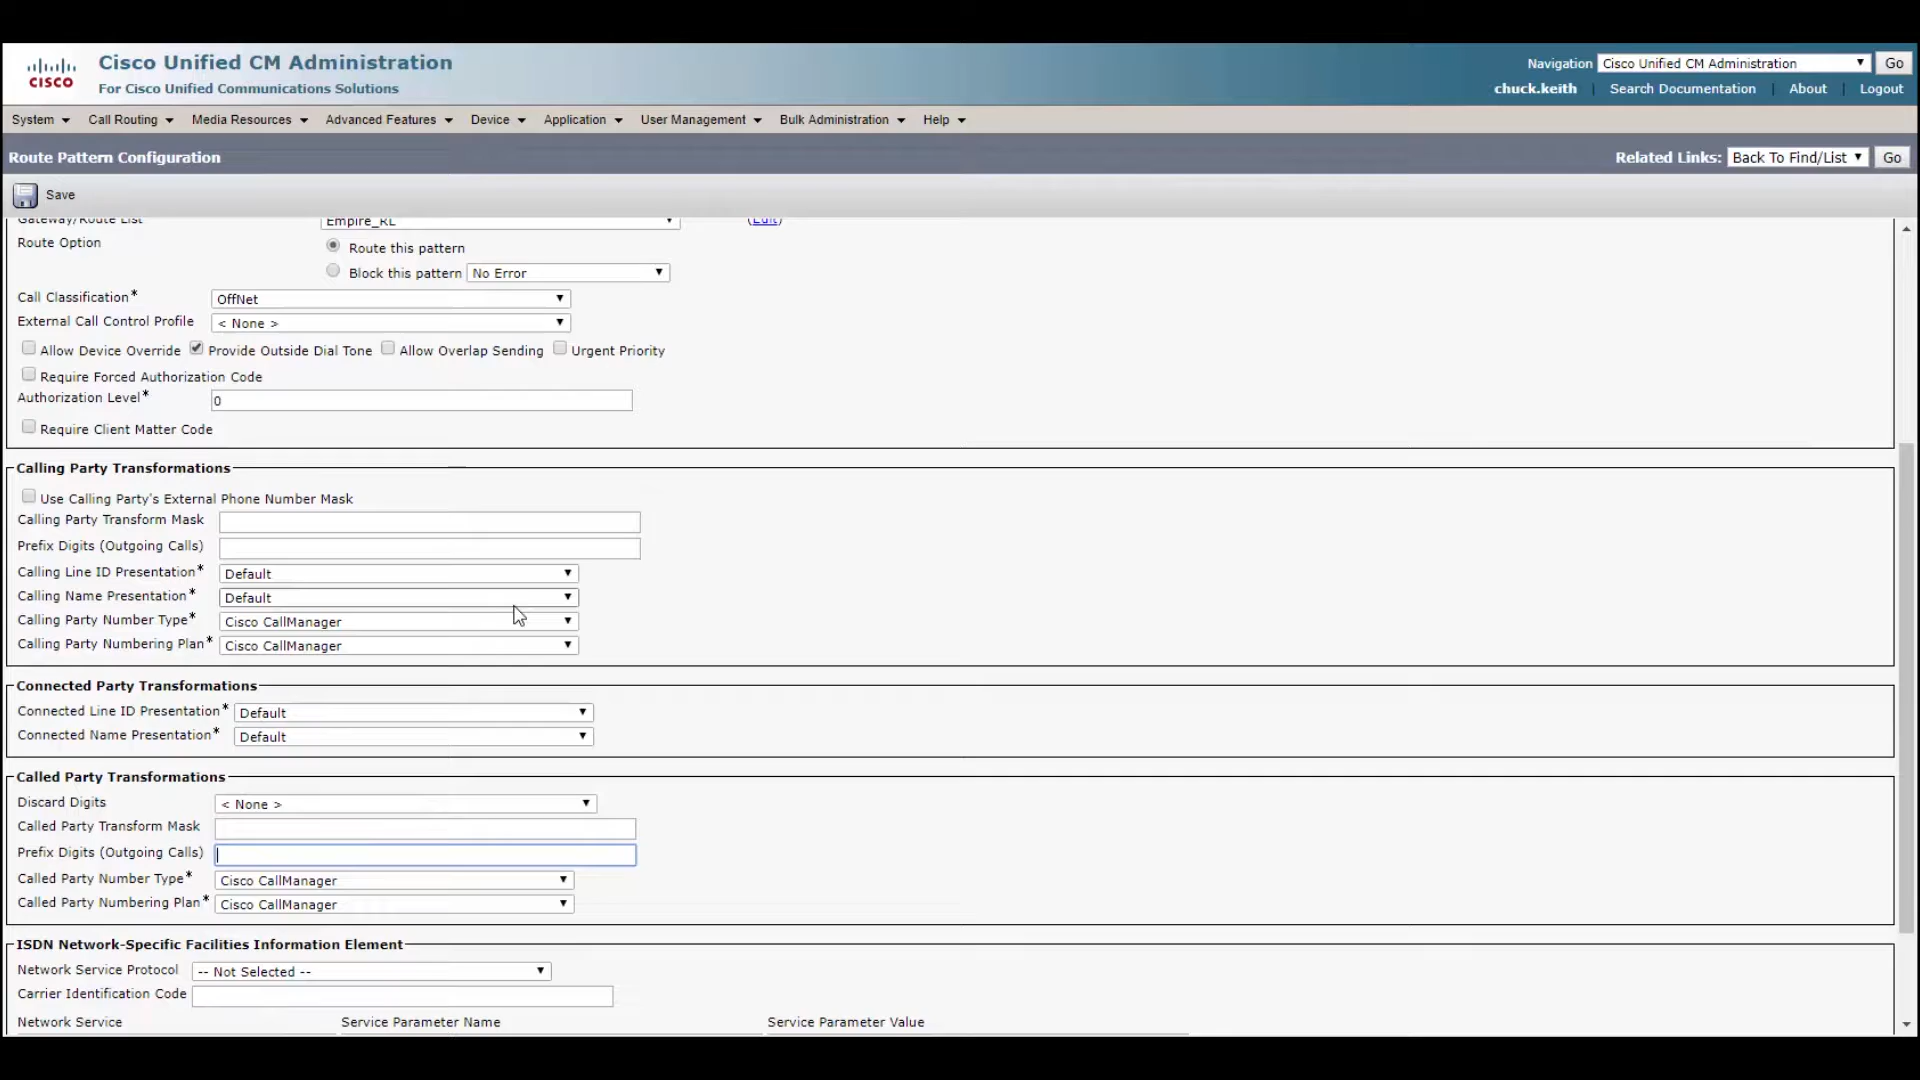 Cisco Unified CM Administration
CISCO
For Cisco Unified Communications Solutions
Navigation Cisco Unified CM Administration Go
chuck.keith | Search Documentation | About | Logout
System Call Routing Media Resources Advanced Features Device Application User Management Bulk Administration Help
Route Pattern Configuration
Related Links: Back To Find/List Go
Save
Gateway/Route List Empire_RL (Edit)
Route Option
Route this pattern
Block this pattern No Error
Call Classification* OffNet
External Call Control Profile < None >
Allow Device Override Provide Outside Dial Tone Allow Overlap Sending Urgent Priority
Require Forced Authorization Code
Authorization Level* 0
Require Client Matter Code
Calling Party Transformations
Use Calling Party's External Phone Number Mask
Calling Party Transform Mask
Prefix Digits (Outgoing Calls)
Calling Line ID Presentation* Default
Calling Name Presentation* Default
Calling Party Number Type* Cisco CallManager
Calling Party Numbering Plan* Cisco CallManager
Connected Party Transformations
Connected Line ID Presentation* Default
Connected Name Presentation* Default
Called Party Transformations
Discard Digits < None >
Called Party Transform Mask
Prefix Digits (Outgoing Calls)
Called Party Number Type* Cisco CallManager
Called Party Numbering Plan* Cisco CallManager
ISDN Network-Specific Facilities Information Element
Network Service Protocol -- Not Selected --
Carrier Identification Code
Network Service Service Parameter Name Service Parameter Value